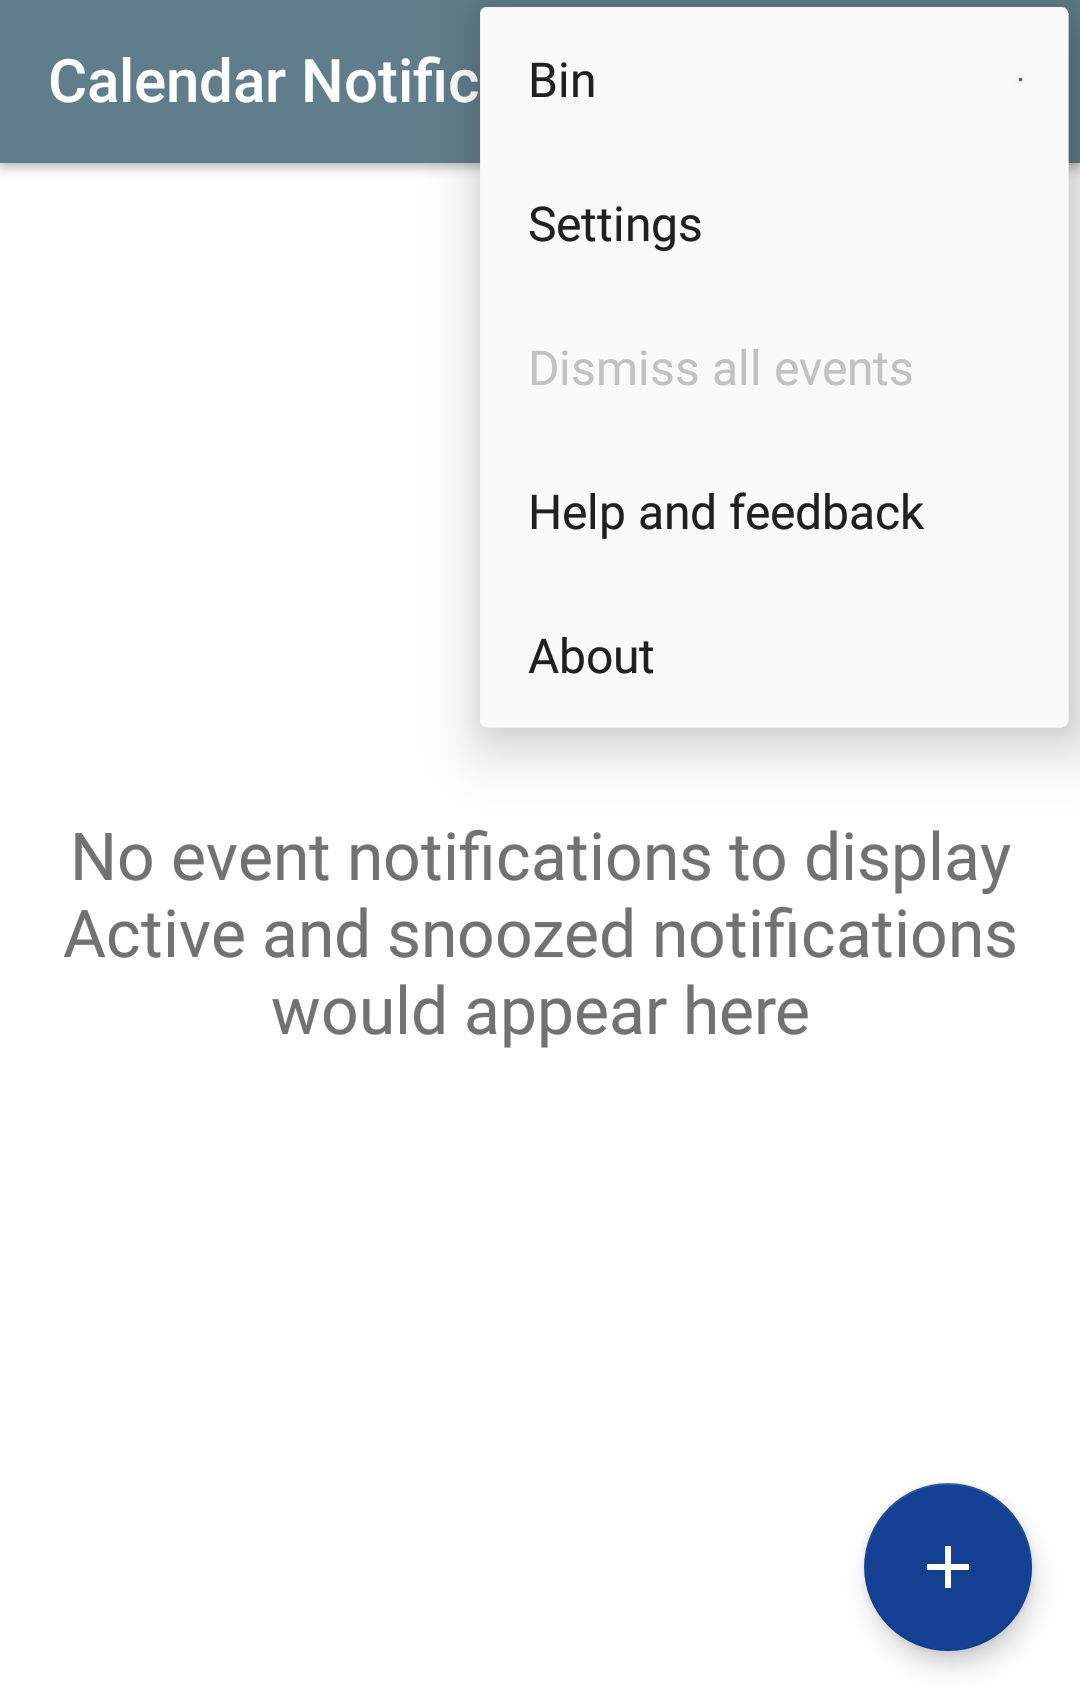 Calendar Notific
Bin
Settings
Dismiss all events
Help and feedback
About
No event notifications to display
Active and snoozed notifications
would appear here